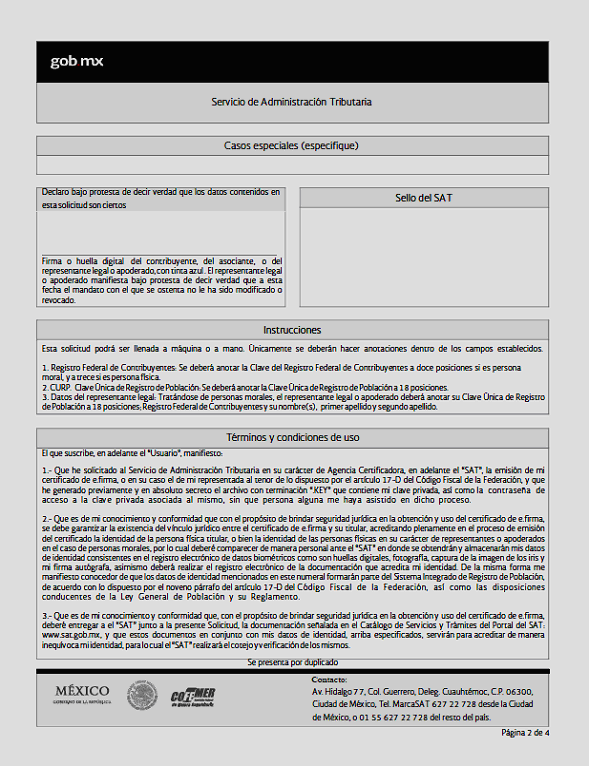 gob mx
Servicio de Administración Tributaria
Casos especiales (especifique)
Declaro bajo protesta de decir verdad que los datos contenidos en
esta solicitud son ciertos
Sello del SAT
Firma o huella digital del contribuyente, del asociante, o del
representante legal o apoderado, con tinta azul. El representante legal
o apoderado manifiesta bajo protesta de decir verdad que a esta
fecha el mandato con el que se ostenta no le ha sido modificado o
revocado.
Instrucciones
Esta solicitud podrá ser llenada a máquina o a mano. Únicamente se deberán hacer anotaciones dentro de los campos establecidos.
1. Registro Federal de Contribuyentes: Se deberá anotar la Clave del Registro Federal de Contribuyentes a doce posiciones si es persona
moral, y a trece si es persona física.
2. CURP. Clave Única de Registro de Población: Se deberá anotar la Clave Única de Registro de Población a 18 posiciones.
3. Datos del representante legal: Tratándose de personas morales, el representante legal o apoderado deberá anotar su Clave Única de Registro
de Población a 18 posiciones; Registro Federal de Contribuyentes y su nombre(s), primer apellido y segundo apellido.
Términos y condiciones de uso
El que suscribe, en adelante el "Usuario", manifiesto:
1.- Que he solicitado al Servicio de Administración Tributaria en su carácter de Agencia Certificadora, en adelante el "SAT", la emisión de mi
certificado de e.firma, o en su caso el de mi representada al tenor de lo dispuesto por el artículo 17-D del Código Fiscal de la Federación, y que
he generado previamente y en absoluto secreto el archivo con terminación ".KEY" que contiene mi clave privada, así como la contraseña de
acceso a la clave privada asociada al mismo, sin que persona alguna me haya asistido en dicho proceso.
2.- Que es de mi conocimiento y conformidad que con el propósito de brindar seguridad jurídica en la obtención y uso del certificado de e.firma,
se debe garantizar la existencia del vínculo jurídico entre el certificado de e.firma y su titular, acreditando plenamente en el proceso de emisión
del certificado la identidad de la persona física titular, o bien la identidad de las personas físicas en su carácter de representantes o apoderados
en el caso de personas morales, por lo cual deberé comparecer de manera personal ante el "SAT" en donde se obtendrán y almacenarán mis datos
de identidad consistentes en el registro electrónico de datos biométricos como son huellas digitales, fotografía, captura de la imagen de los iris y
mi firma autógrafa, asimismo deberá realizar el registro electrónico de la documentación que acredita mi identidad. De la misma forma me
manifiesto conocedor de que los datos de identidad mencionados en este numeral formarán parte del Sistema Integrado de Registro de Población,
de acuerdo con lo dispuesto por el noveno párrafo del artículo 17-D del Código Fiscal de la Federación, así como las disposiciones
conducentes de la Ley General de Población y su Reglamento.
3.- Que es de mi conocimiento y conformidad que, con el propósito de brindar seguridad jurídica en la obtención y uso del certificado de e.firma,
deberé entregar a el "SAT" junto a la presente Solicitud, la documentación señalada en el Catálogo de Servicios y Trámites del Portal del SAT:
www.sat.gob.mx, y que estos documentos en conjunto con mis datos de identidad, arriba especificados, servirán para acreditar de manera
inequívoca mi identidad, para lo cual el "SAT" realizará el cotejo y verificación de los mismos.
Se presenta por duplicado
MÉXICO
GOBIERNO DE LA REPÚBLICA
COFEMER
Contacto:
Av. Hidalgo 77, Col. Guerrero, Deleg. Cuauhtémoc, C.P. 06300,
Ciudad de México, Tel. MarcaSAT 627 22 728 desde la Ciudad
de México, o 01 55 627 22 728 del resto del país.
Página 2 de 4